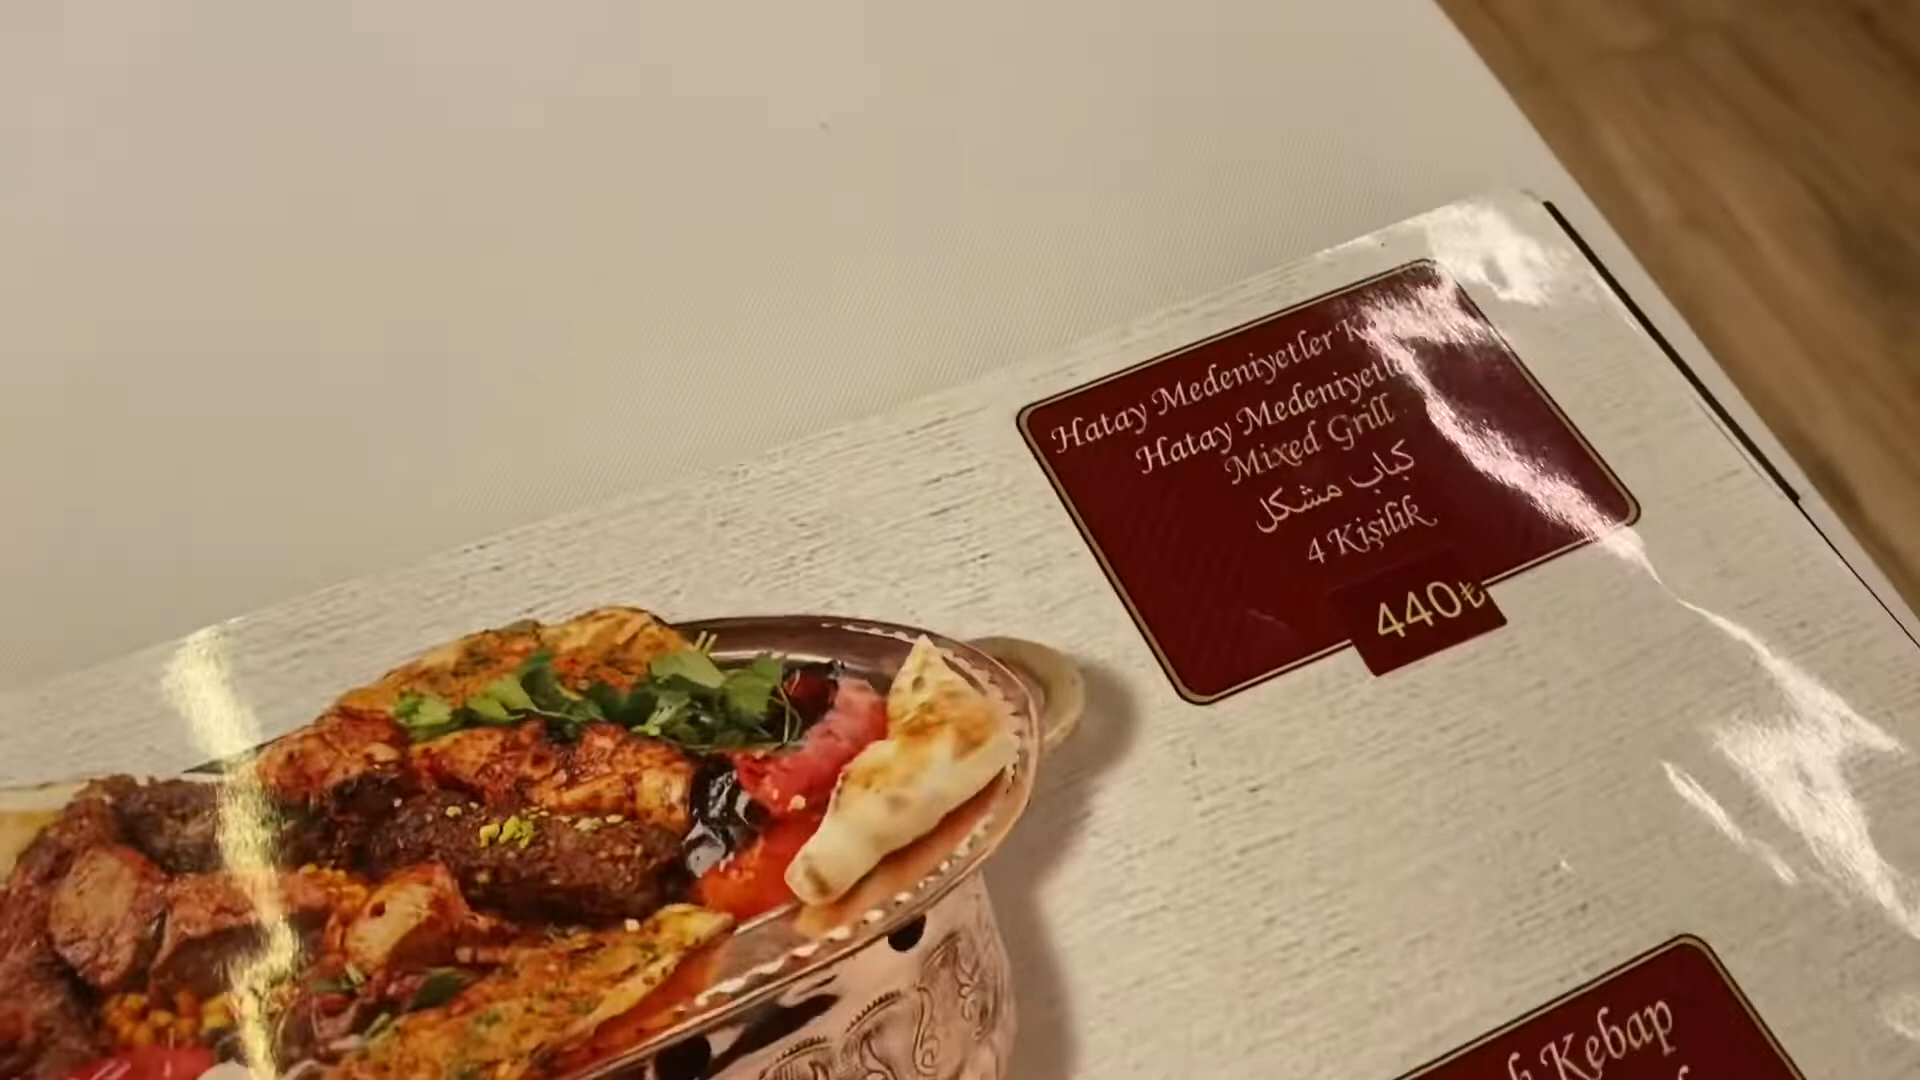 Hatay Medeniyetler
Hatay Medeniyetler
Mixed Grill
كباب مشكل
4 Kişilik
440₺
Kebap